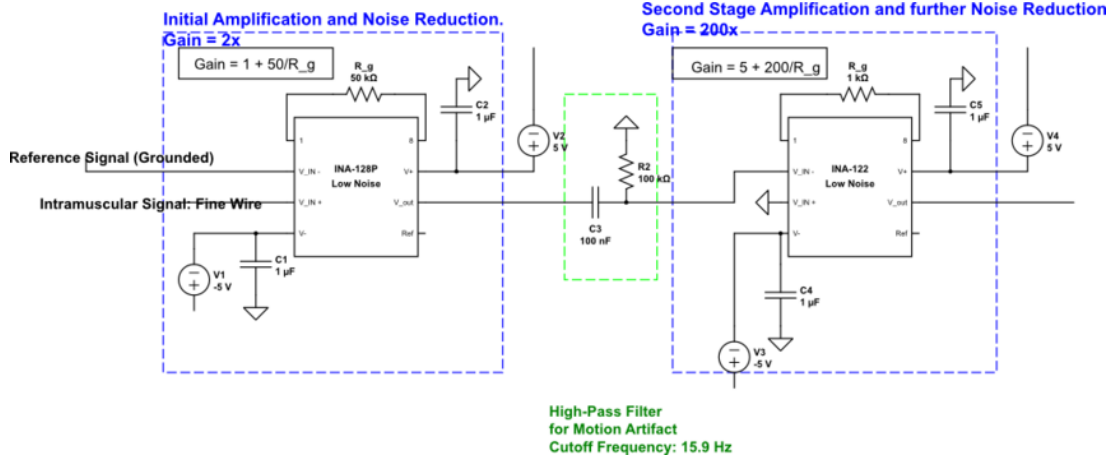 Initial Amplification and Noise Reduction.
Gain = 2x
Second Stage Amplification and further Noise Reduction
Gain = 200x
Gain = 1 + 50/R_g
R_g
50 kΩ
C2
1 µF
V2
5 V
1
8
Reference Signal (Grounded)
V_IN -
INA-128P
Low Noise
V+
Intramuscular Signal: Fine Wire
V_IN +
V_out
V-
Ref
C1
1 µF
V1
-5 V
R2
100 kΩ
C3
100 nF
Gain = 5 + 200/R_g
R_g
1 kΩ
C5
1 µF
V4
5 V
1
8
V_IN -
INA-122
Low Noise
V+
V_IN +
V_out
V-
Ref
C4
1 µF
V3
-5 V
High-Pass Filter
for Motion Artifact
Cutoff Frequency: 15.9 Hz